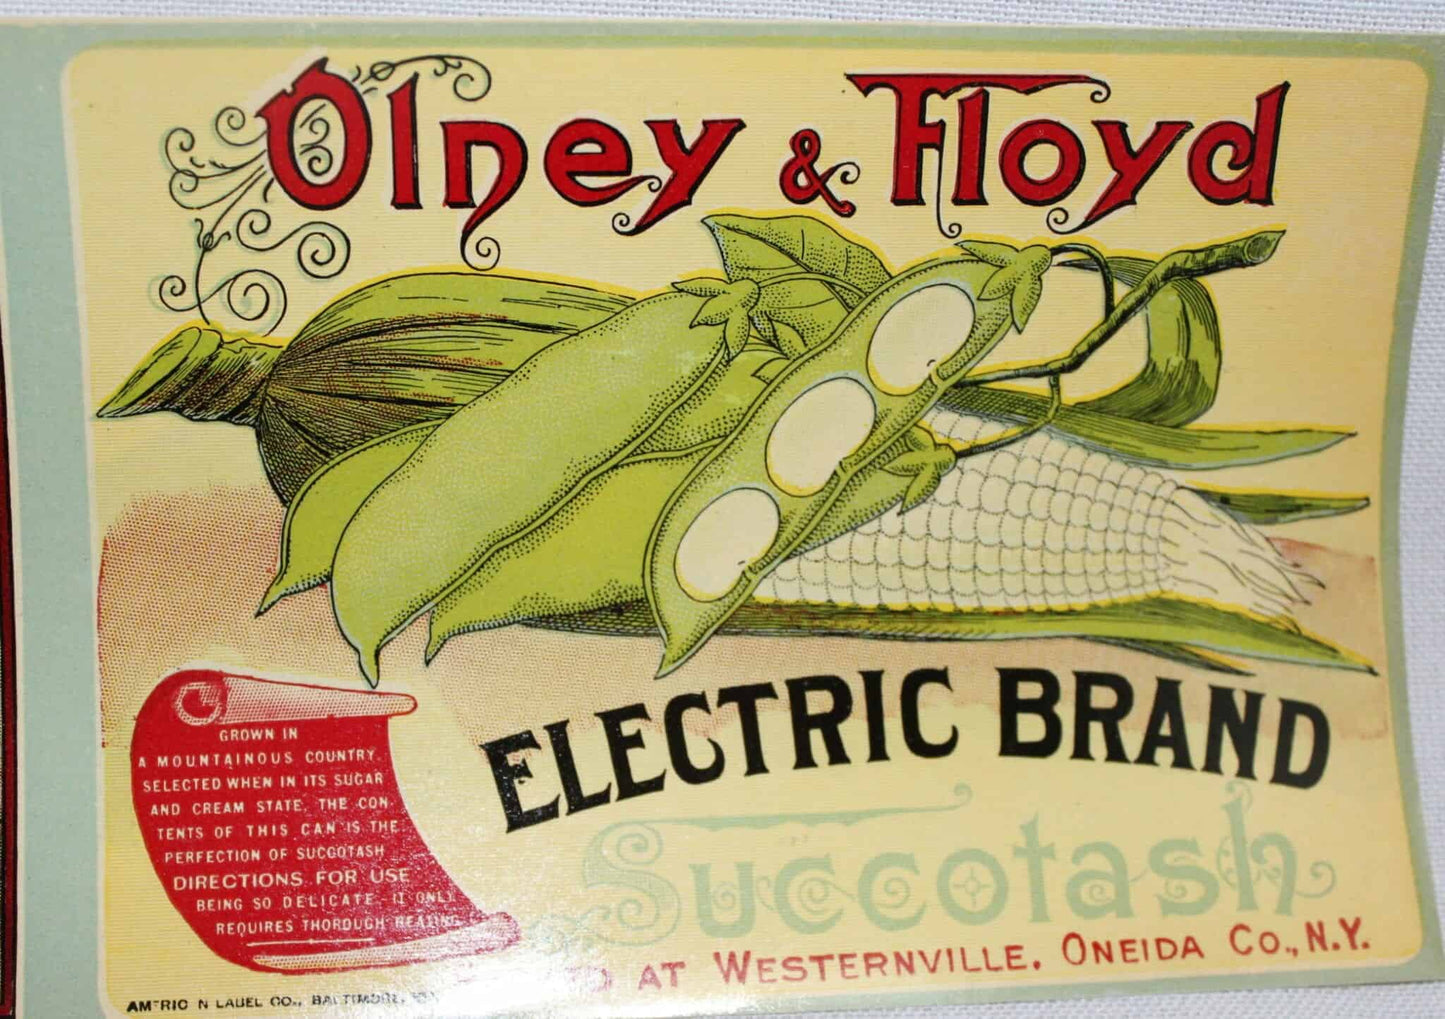 Olney & Floyd
ELECTRIC BRAND
Succotash
AT WESTERNVILLE, ONEIDA CO., N.Y.
GROWN IN
A MOUNTAINOUS COUNTRY.
SELECTED WHEN IN ITS SUGAR
AND CREAM STATE, THE CON-
TENTS OF THIS CAN IS THE
PERFECTION OF SUCCOTASH
DIRECTIONS FOR USE
BEING SO DELICATE, IT ONLY
REQUIRES THOROUGH HEATING
LABEL CO., BALTIMORE,